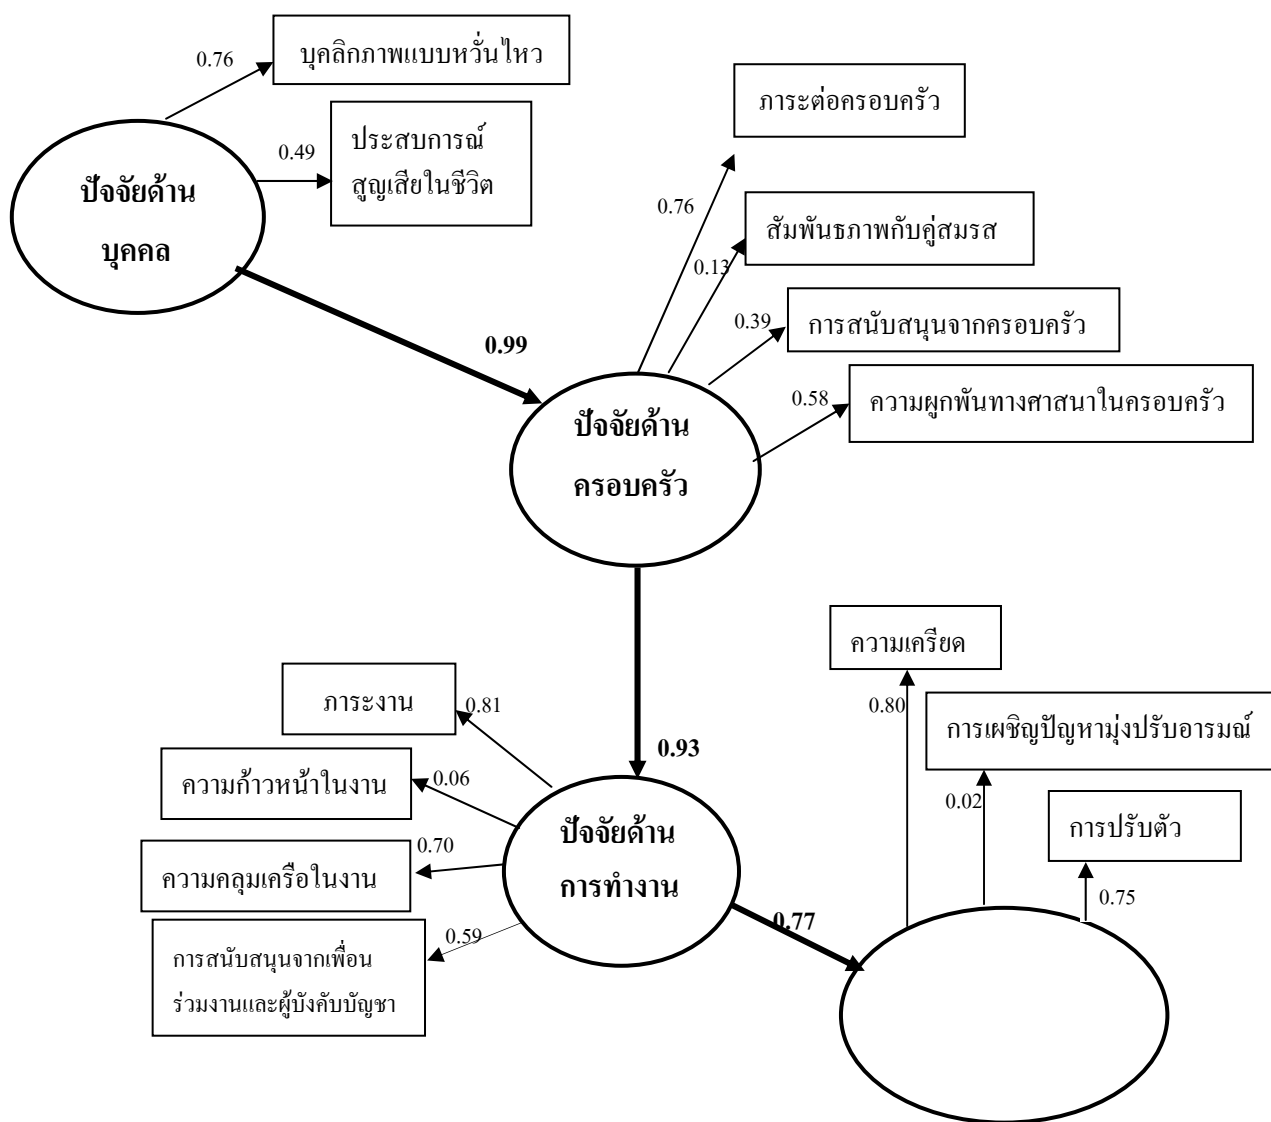 0.76
บุคลิกภาพแบบหวั่นไหว
0.49
ประสบการณ์
สูญเสียในชีวิต
ปัจจัยด้าน
บุคคล
ภาระต่อครอบครัว
0.76
สัมพันธภาพกับคู่สมรส
0.13
การสนับสนุนจากครอบครัว
0.39
ความผูกพันทางศาสนาในครอบครัว
0.58
0.99
ปัจจัยด้าน
ครอบครัว
ความเครียด
0.80
การเผชิญปัญหามุ่งปรับอารมณ์
0.02
การปรับตัว
0.75
ภาระงาน
0.81
0.93
ความก้าวหน้าในงาน
0.06
ปัจจัยด้าน
การทำงาน
ความคลุมเครือในงาน
0.70
การสนับสนุนจากเพื่อน
ร่วมงานและผู้บังคับบัญชา
0.59
0.77